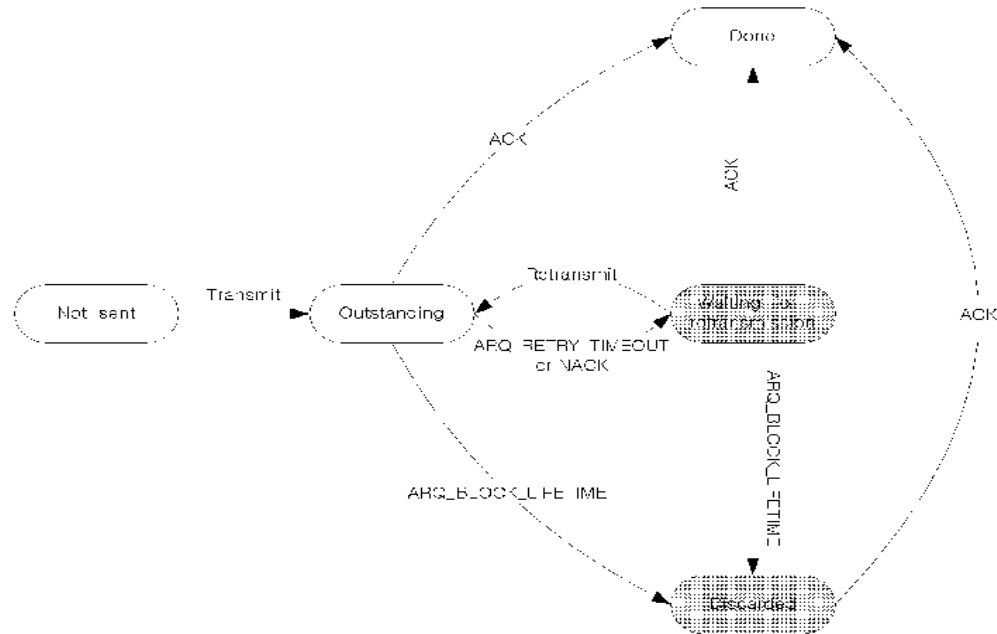 Done
ACK
ACK
Retransmit
Transmit
Not sent
Outstanding
Waiting for
retransmission
ACK
ARQ_RETRY_TIMEOUT
or NACK
ARQ_BLOCK_LIFETIME
ARQ_BLOCK_LIFETIME
Discarded